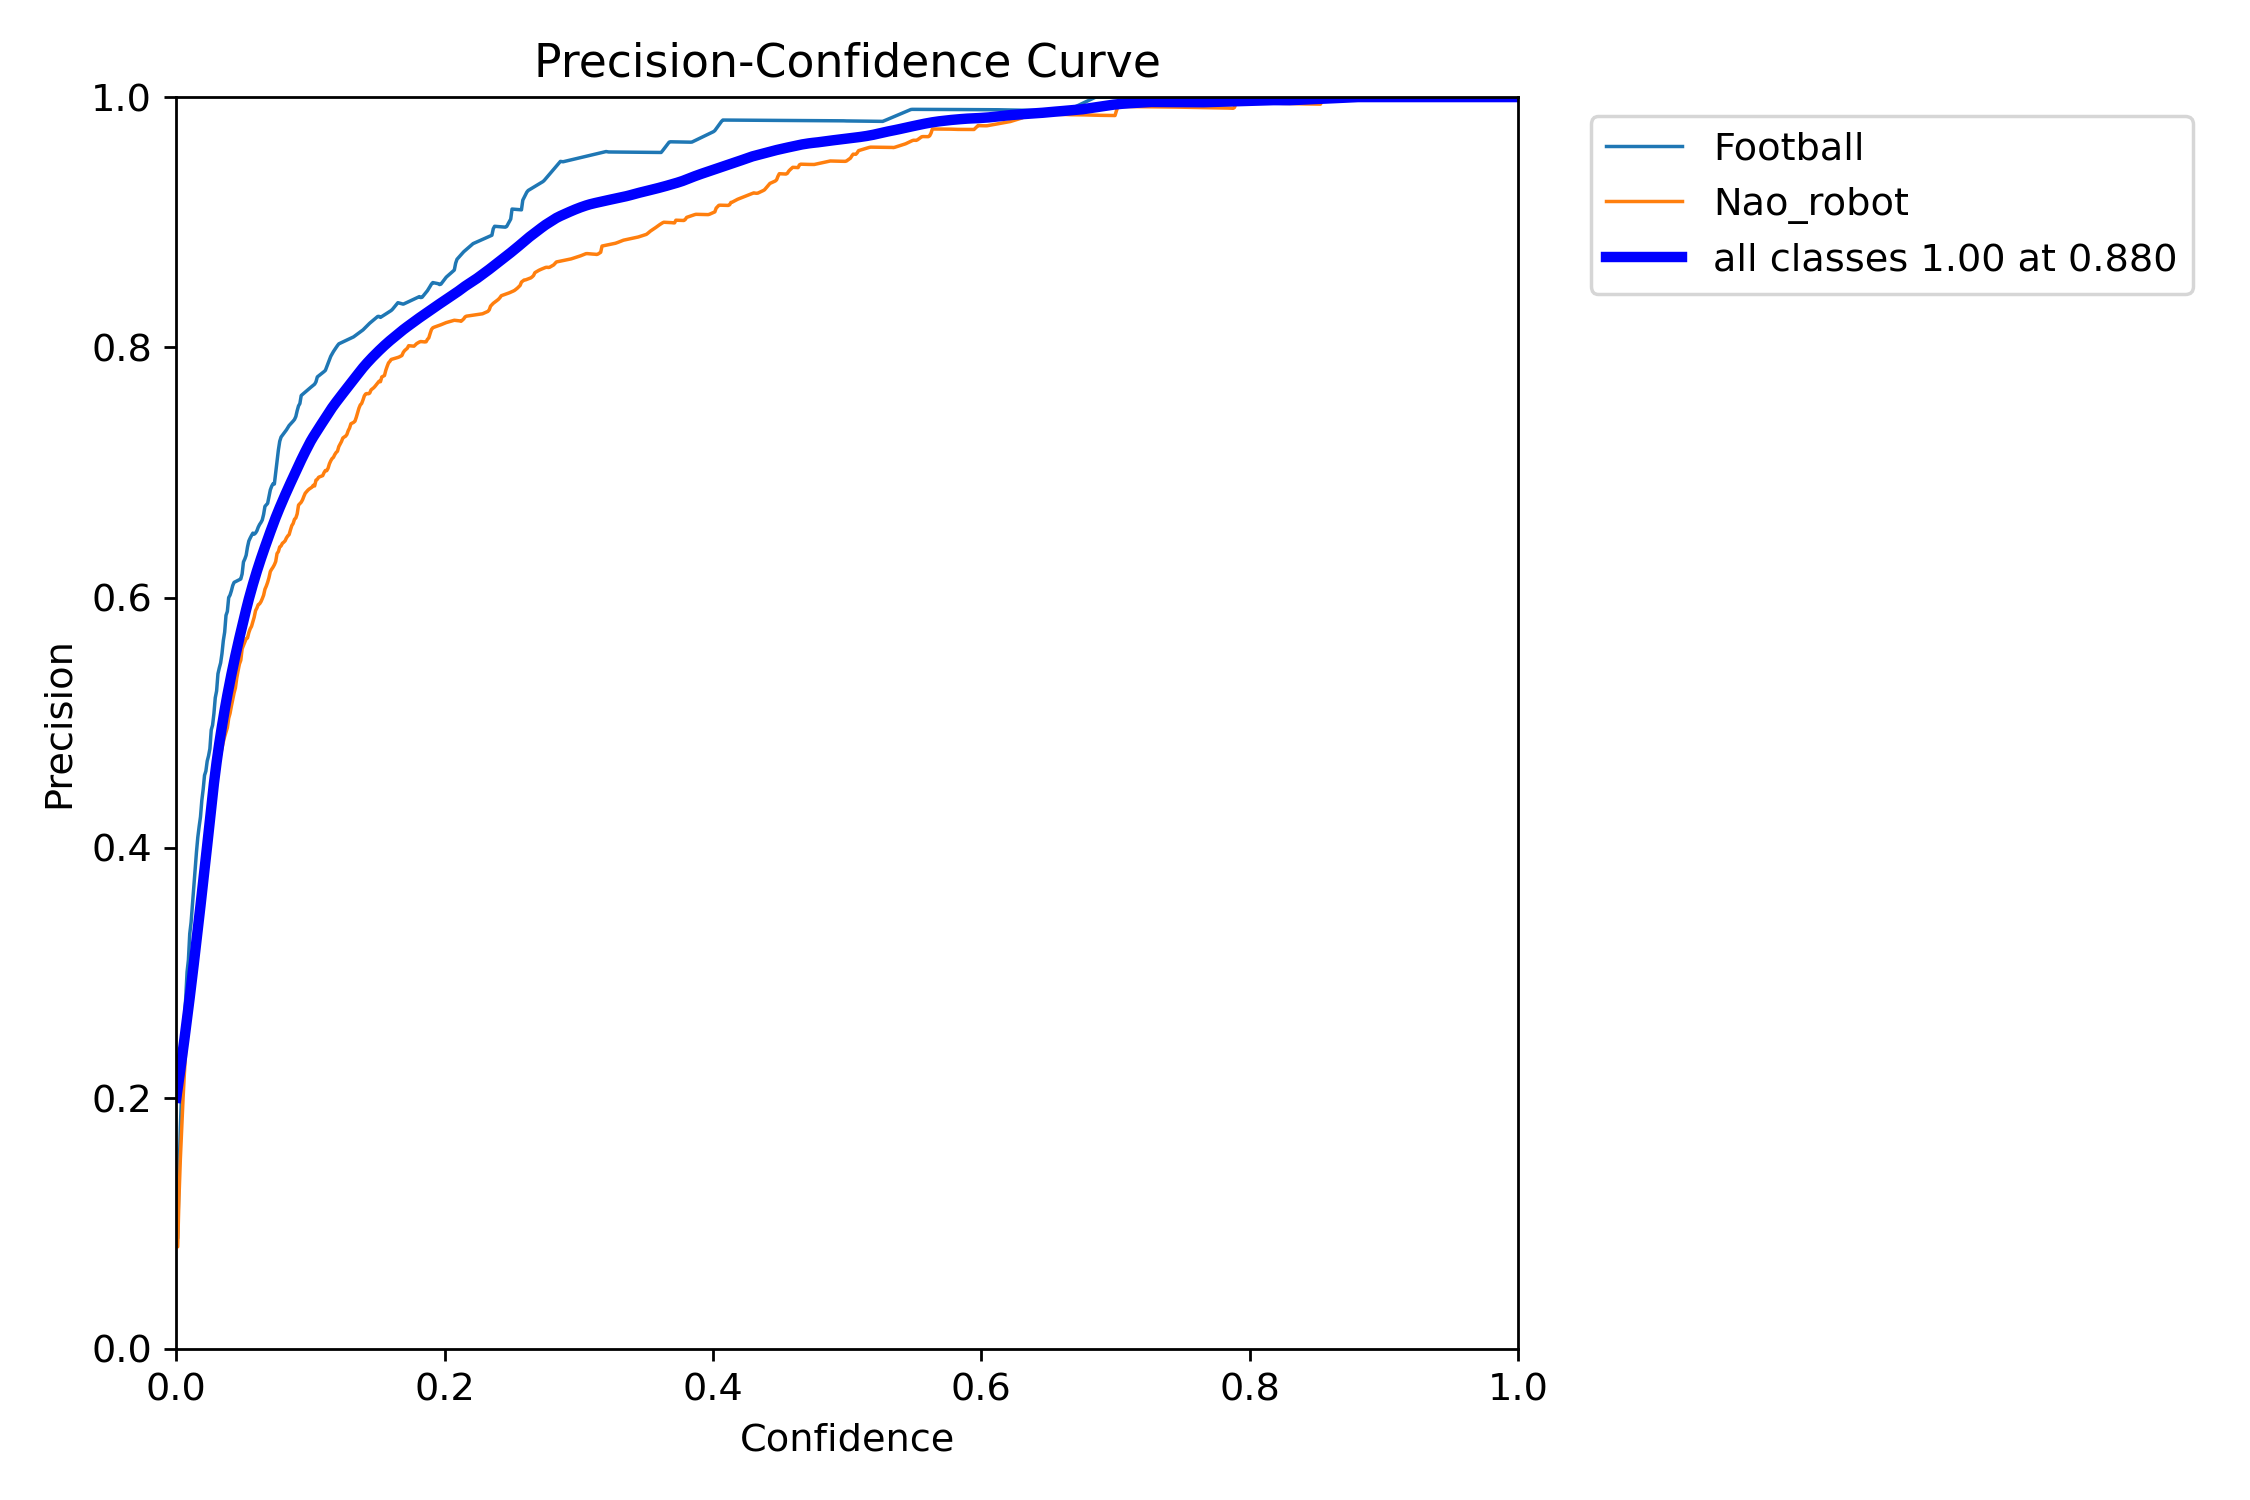 Precision-Confidence Curve
1.0
0.8
0.6
0.4
0.2
0.0
Precision
0.0 0.2 0.4 0.6 0.8 1.0
Confidence
Football
Nao_robot
all classes 1.00 at 0.880